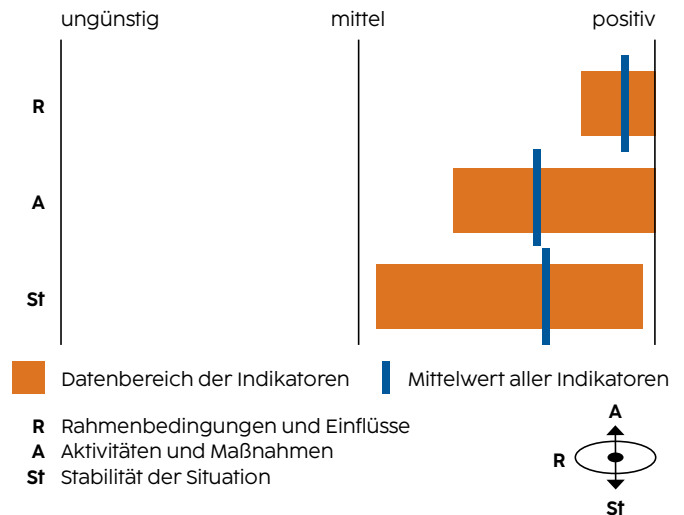 ungünstig mittel positiv
R
A
St
Datenbereich der Indikatoren Mittelwert aller Indikatoren
R Rahmenbedingungen und Einflüsse
A Aktivitäten und Maßnahmen
St Stabilität der Situation
A
R
St